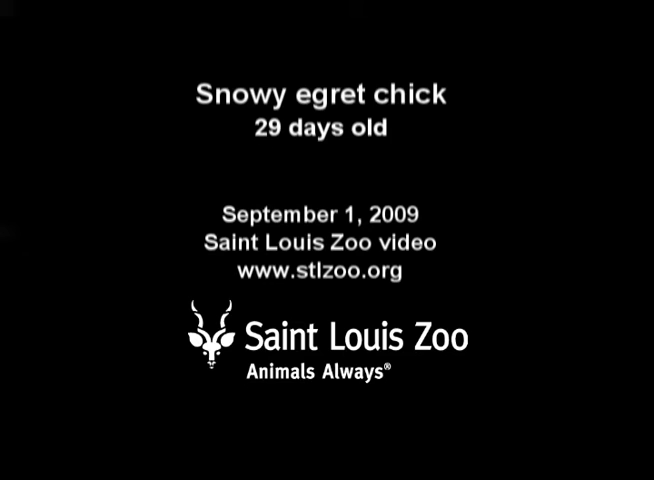 Snowy egret chick
29 days old
September 1, 2009
Saint Louis Zoo video
www.stlzoo.org
Saint Louis Zoo
Animals Always®